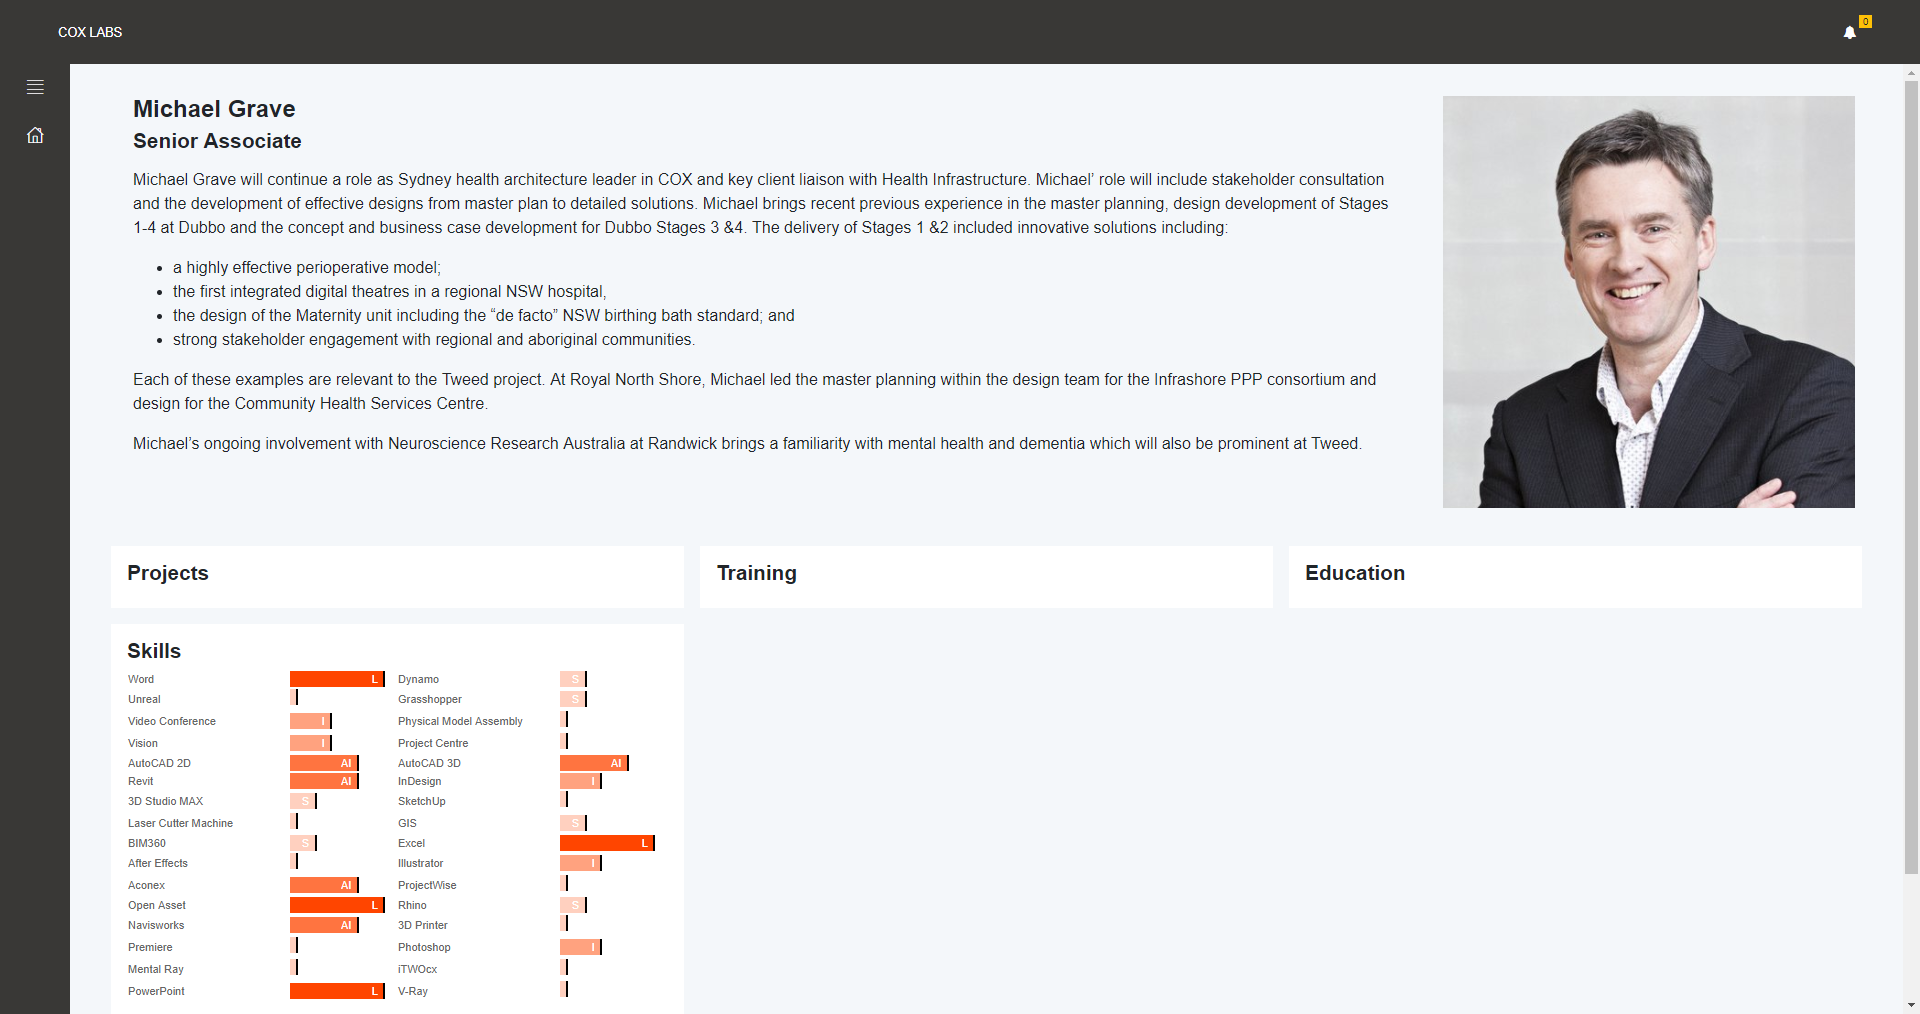 COX LABS
0
Michael Grave
Senior Associate
Michael Grave will continue a role as Sydney health architecture leader in COX and key client liaison with Health Infrastructure. Michael’ role will include stakeholder consultation
and the development of effective designs from master plan to detailed solutions. Michael brings recent previous experience in the master planning, design development of Stages
1-4 at Dubbo and the concept and business case development for Dubbo Stages 3 &4. The delivery of Stages 1 &2 included innovative solutions including:
• a highly effective perioperative model;
• the first integrated digital theatres in a regional NSW hospital,
• the design of the Maternity unit including the “de facto” NSW birthing bath standard; and
• strong stakeholder engagement with regional and aboriginal communities.
Each of these examples are relevant to the Tweed project. At Royal North Shore, Michael led the master planning within the design team for the Infrashore PPP consortium and
design for the Community Health Services Centre.
Michael’s ongoing involvement with Neuroscience Research Australia at Randwick brings a familiarity with mental health and dementia which will also be prominent at Tweed.
Projects
Training
Education
Skills
Word L Dynamo S
Unreal Grasshopper S
Video Conference I Physical Model Assembly
Vision I Project Centre
AutoCAD 2D AI AutoCAD 3D AI
Revit AI InDesign I
3D Studio MAX S SketchUp
Laser Cutter Machine GIS S
BIM360 S Excel L
After Effects Illustrator I
Aconex AI ProjectWise
Open Asset L Rhino S
Navisworks AI 3D Printer
Premiere Photoshop I
Mental Ray iTWOcx
PowerPoint L V-Ray